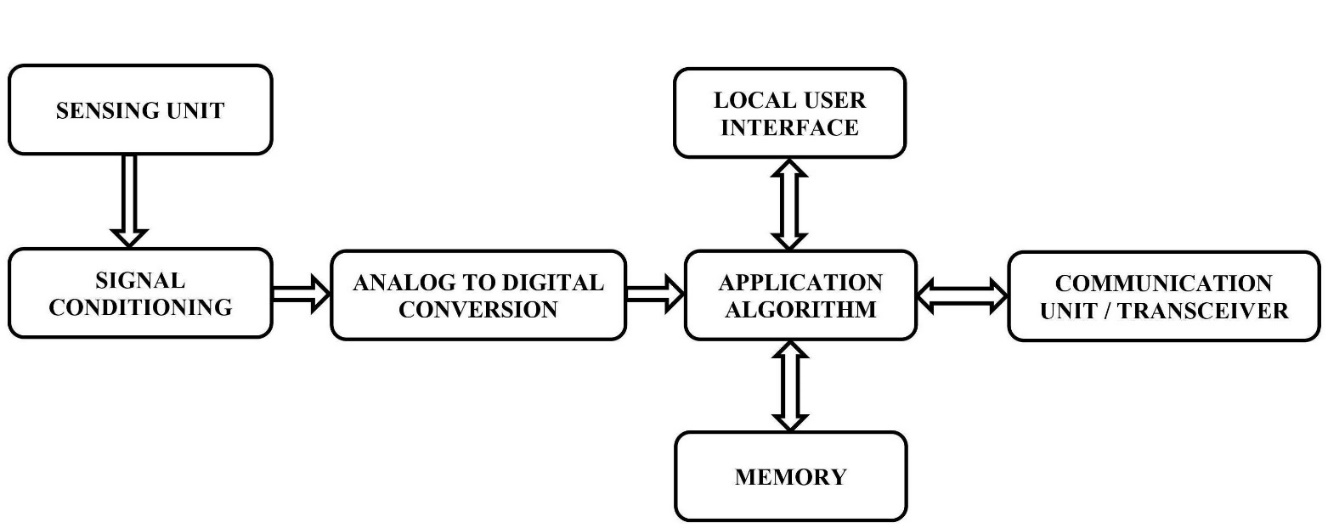 SENSING UNIT
LOCAL USER
INTERFACE
SIGNAL
CONDITIONING
ANALOG TO DIGITAL
CONVERSION
APPLICATION
ALGORITHM
COMMUNICATION
UNIT / TRANSCEIVER
MEMORY